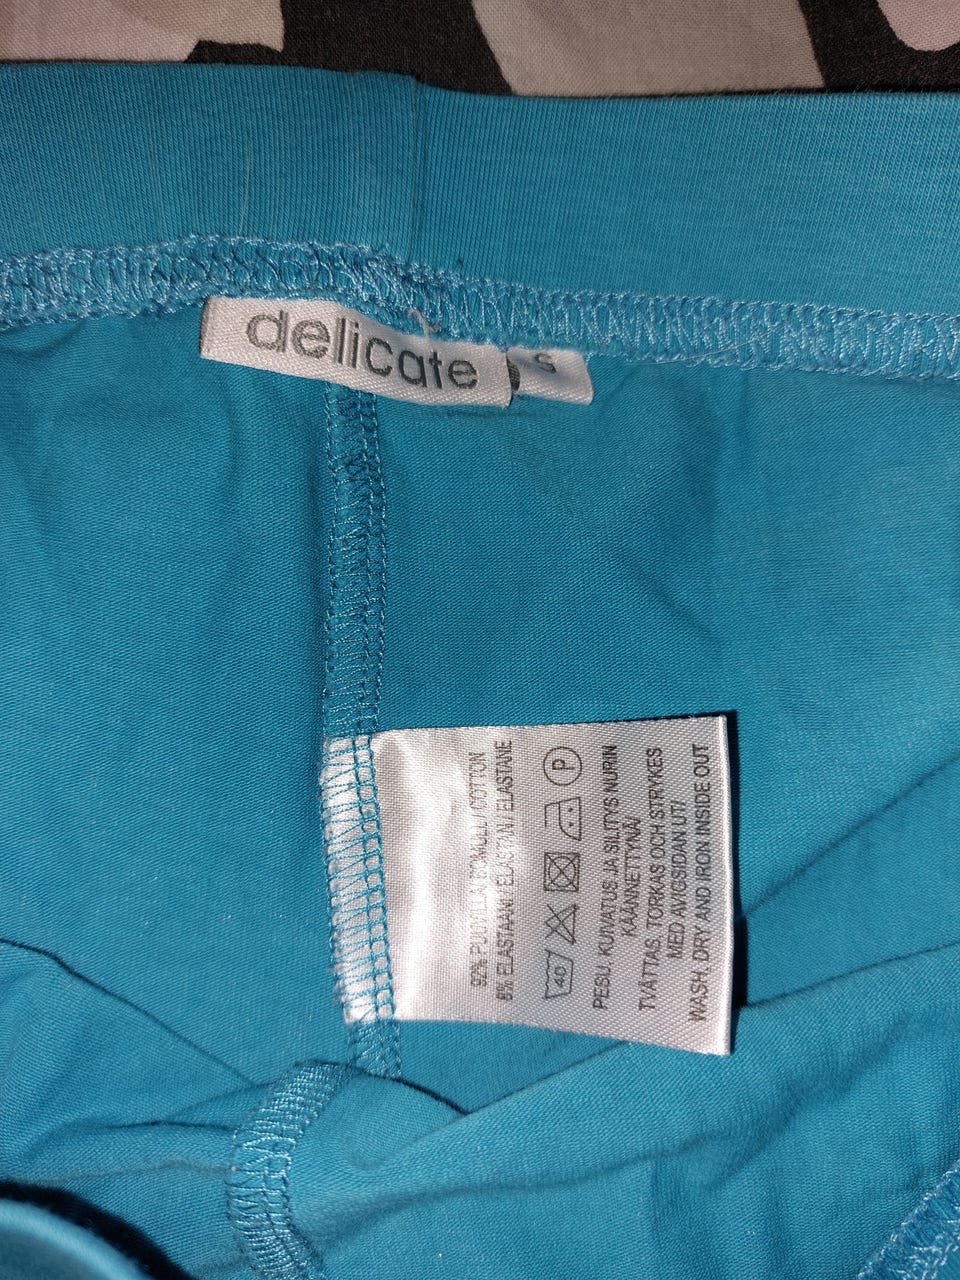 delicate
S
92% PUUVILLA/ BOMULL / COTTON
8% ELASTAANI / ELASTAN / ELASTANE
40 P
PESU, KUIVATUS JA SILITYS NURIN
KÄÄNNETTYNÄ/
TVÄTTAS, TORKAS OCH STRYKES
MED AVIGSIDAN UT/
WASH, DRY AND IRON INSIDE OUT